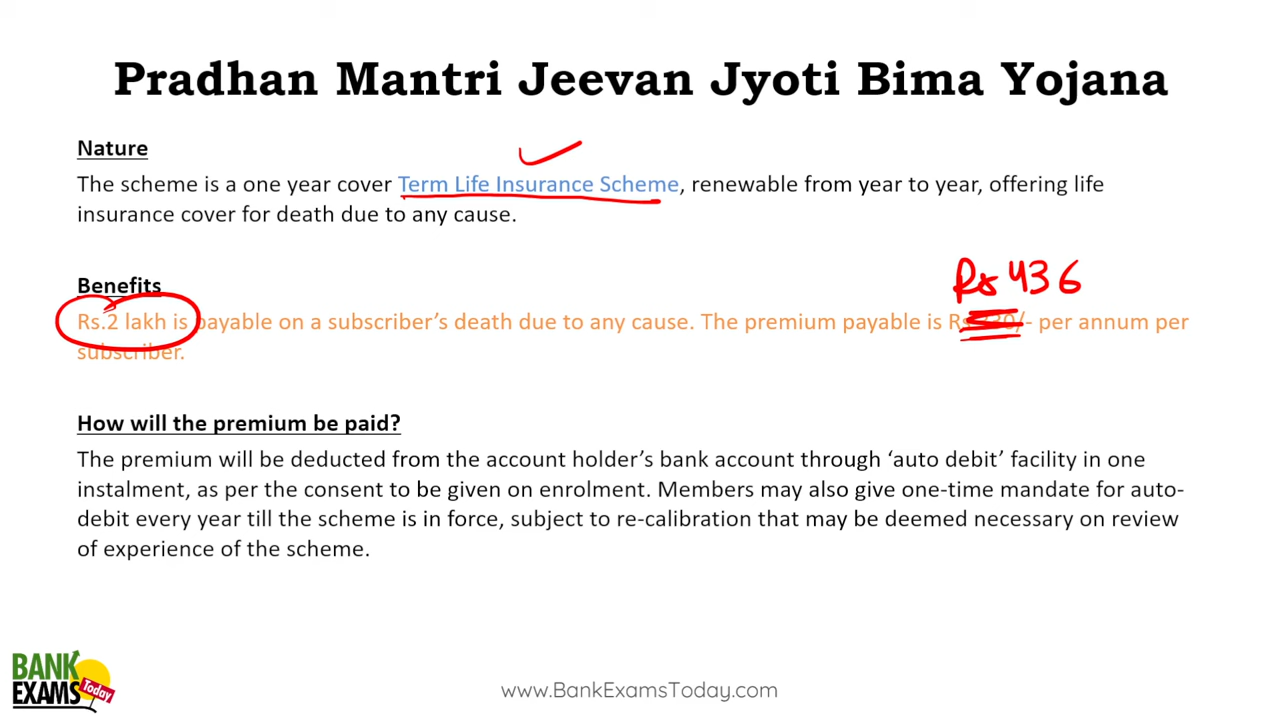 Pradhan Mantri Jeevan Jyoti Bima Yojana
Nature
The scheme is a one year cover Term Life Insurance Scheme, renewable from year to year, offering life
insurance cover for death due to any cause.
Rs 436
Benefits
Rs.2 lakh is payable on a subscriber’s death due to any cause. The premium payable is per annum per
subscriber.
How will the premium be paid?
The premium will be deducted from the account holder’s bank account through ‘auto debit’ facility in one
instalment, as per the consent to be given on enrolment. Members may also give one-time mandate for auto-
debit every year till the scheme is in force, subject to re-calibration that may be deemed necessary on review
of experience of the scheme.
BANK
EXAMS Today
www.BankExamsToday.com